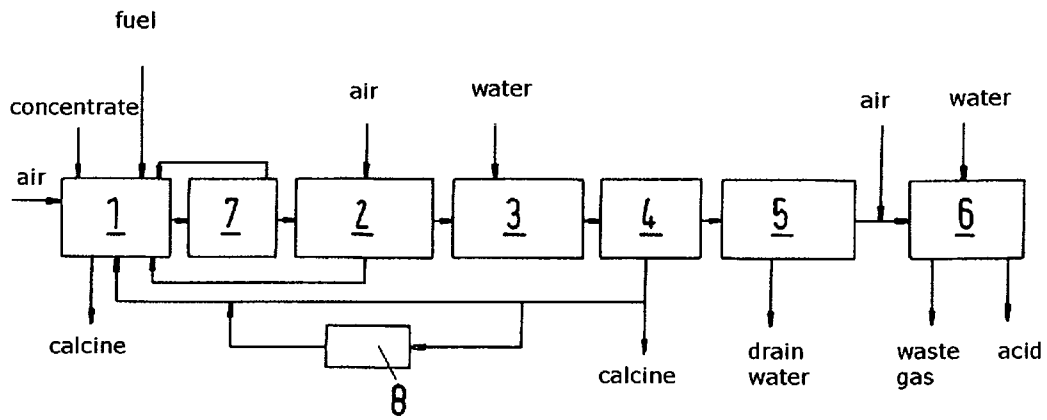 fuel
concentrate
air
air
water
air
water
1
7
2
3
4
5
6
calcine
8
calcine
drain
water
waste
gas
acid